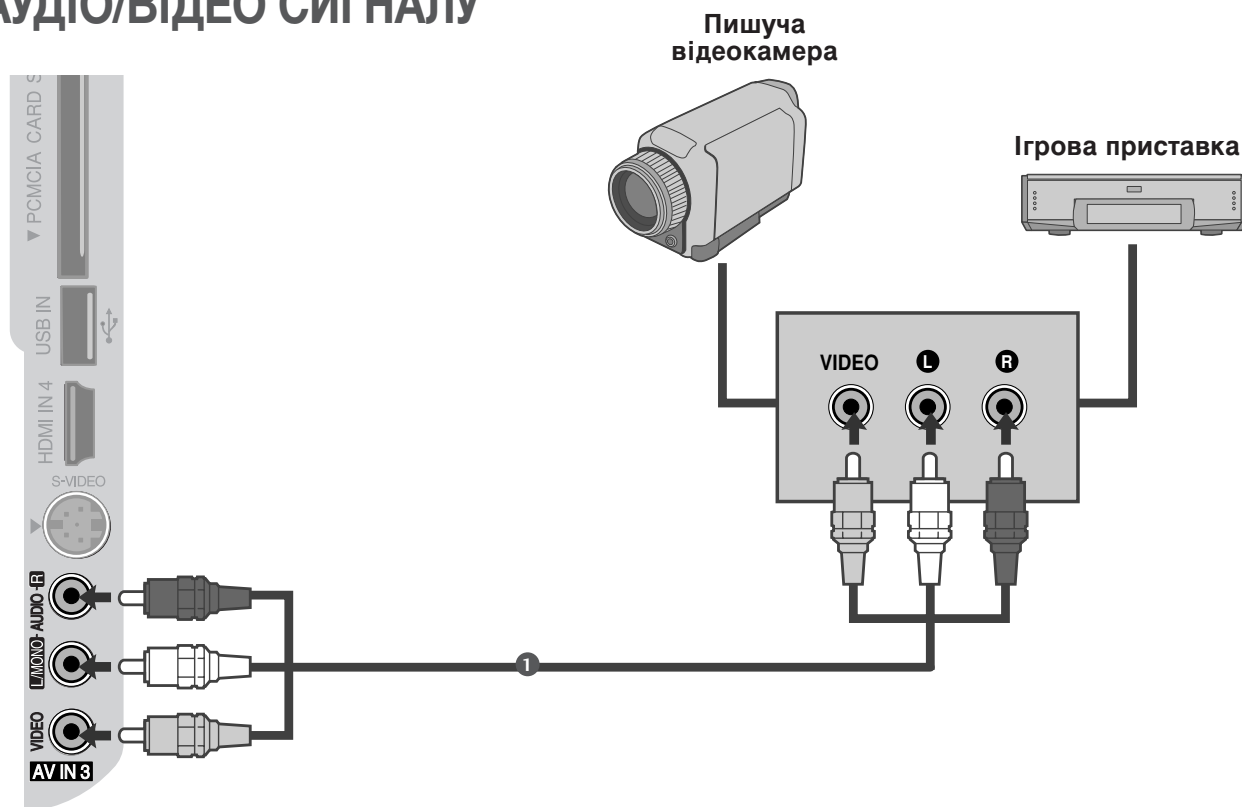 АУДІО/ВІДЕО СИГНАЛУ
Пишуча
відеокамера
Ігрова приставка
▼ PCMCIA CARD
USB IN
HDMI IN 4
S-VIDEO
VIDEO L R
R
AUDIO
L/MONO
VIDEO
AV IN 3
1